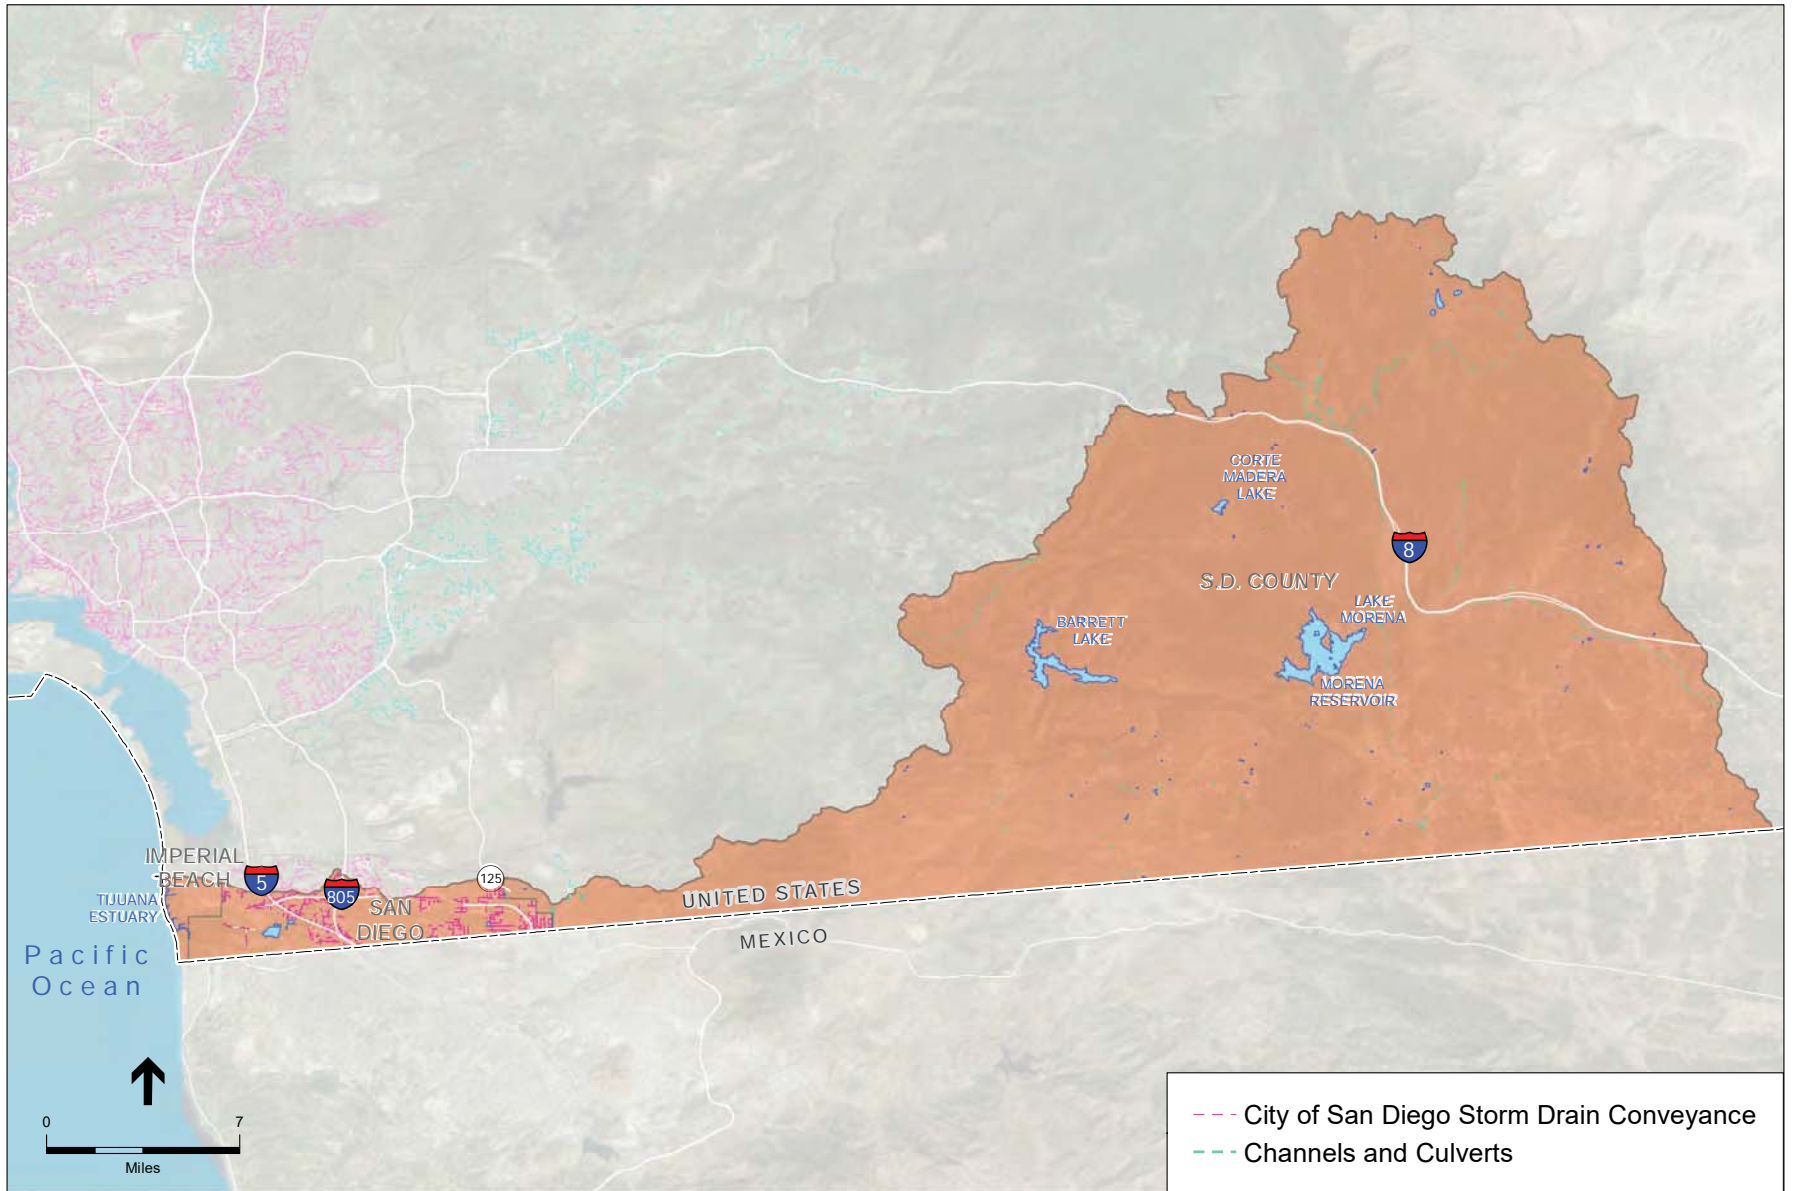 CORTE
MADERA
LAKE
8
S.D. COUNTY
LAKE
MORENA
BARRETT
LAKE
MORENA
RESERVOIR
IMPERIAL
BEACH
5
805
125
TIJUANA
ESTUARY
SAN
DIEGO
UNITED STATES
MEXICO
Pacific
Ocean
0 7
Miles
City of San Diego Storm Drain Conveyance
Channels and Culverts